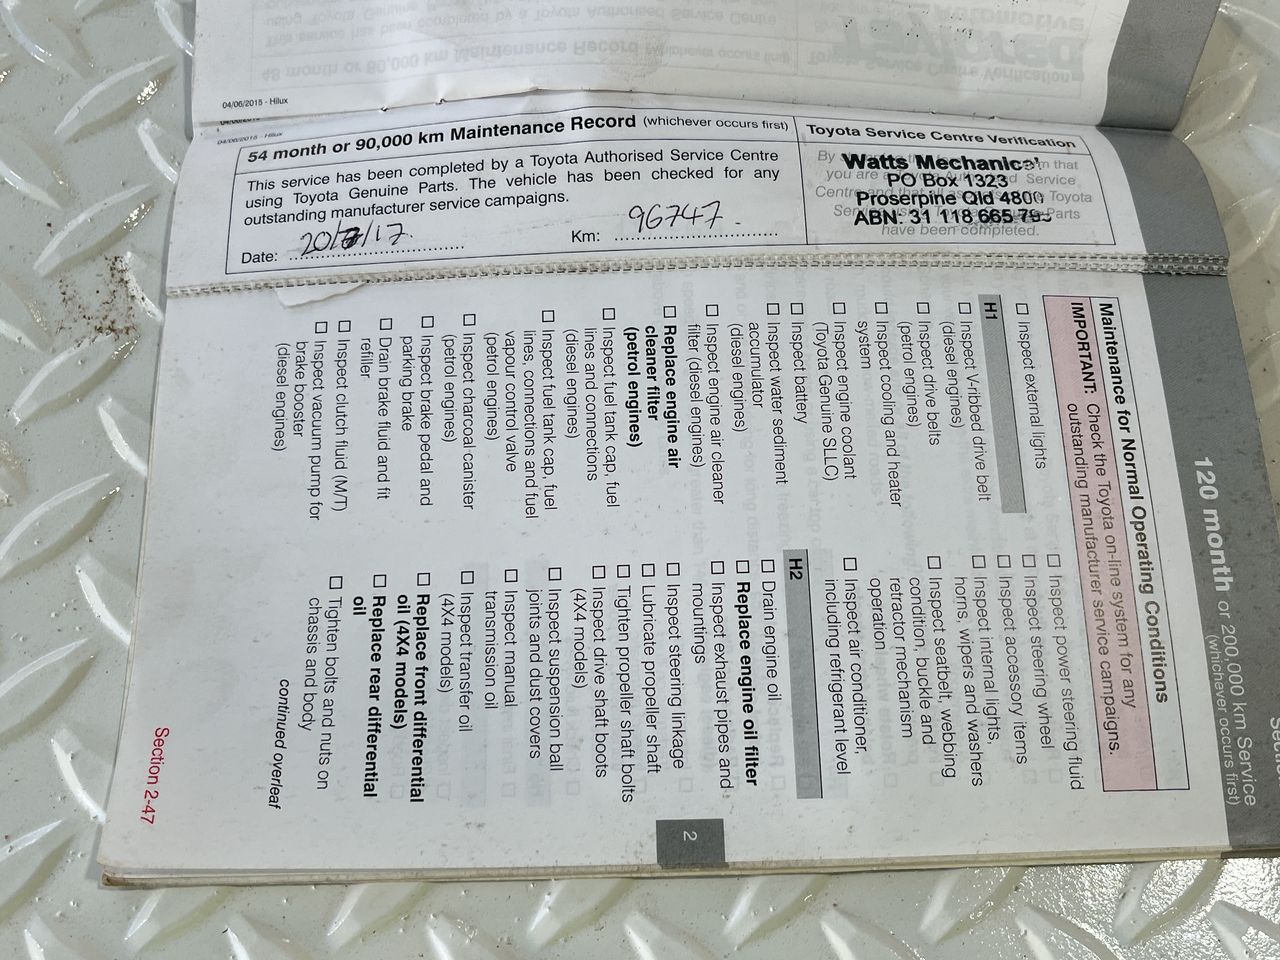 04/06/2015 - Hilux
04/06/2015 - Hilux
54 month or 90,000 km Maintenance Record (whichever occurs first)
This service has been completed by a Toyota Authorised Service Centre
using Toyota Genuine Parts. The vehicle has been checked for any
outstanding manufacturer service campaigns.
Date: 20/7/17
Km: 96747
Toyota Service Centre Verification
Watts Mechanical
PO Box 1323
Proserpine Qld 4800
ABN: 31 118 665
have been completed.
120 month or 200,000 km Service
(whichever occurs first)
Maintenance for Normal Operating Conditions
IMPORTANT: Check the Toyota on-line system for any
outstanding manufacturer service campaigns.
☐ Inspect external lights
H1
☐ Inspect V-ribbed drive belt
(diesel engines)
☐ Inspect drive belts
(petrol engines)
☐ Inspect cooling and heater
system
☐ Inspect engine coolant
(Toyota Genuine SLLC)
☐ Inspect battery
☐ Inspect water sediment
accumulator
(diesel engines)
☐ Inspect engine air cleaner
filter (diesel engines)
☐ Replace engine air
cleaner filter
(petrol engines)
☐ Inspect fuel tank cap, fuel
lines and connections
(diesel engines)
☐ Inspect fuel tank cap, fuel
lines, connections and fuel
vapour control valve
(petrol engines)
☐ Inspect charcoal canister
(petrol engines)
☐ Inspect brake pedal and
parking brake
☐ Drain brake fluid and fit
refiller
☐ Inspect clutch fluid (M/T)
☐ Inspect vacuum pump for
brake booster
(diesel engines)
☐ Inspect power steering fluid
☐ Inspect steering wheel
☐ Inspect accessory items
☐ Inspect internal lights,
horns, wipers and washers
☐ Inspect seatbelt, webbing
condition, buckle and
retractor mechanism
operation
☐ Inspect air conditioner,
including refrigerant level
H2
☐ Drain engine oil
☐ Replace engine oil filter
☐ Inspect exhaust pipes and
mountings
☐ Inspect steering linkage
☐ Lubricate propeller shaft
☐ Tighten propeller shaft bolts
☐ Inspect drive shaft boots
(4X4 models)
☐ Inspect suspension ball
joints and dust covers
☐ Inspect manual
transmission oil
☐ Inspect transfer oil
(4X4 models)
☐ Replace front differential
oil (4X4 models)
☐ Replace rear differential
oil
☐ Tighten bolts and nuts on
chassis and body
continued overleaf
2
Section 2-47